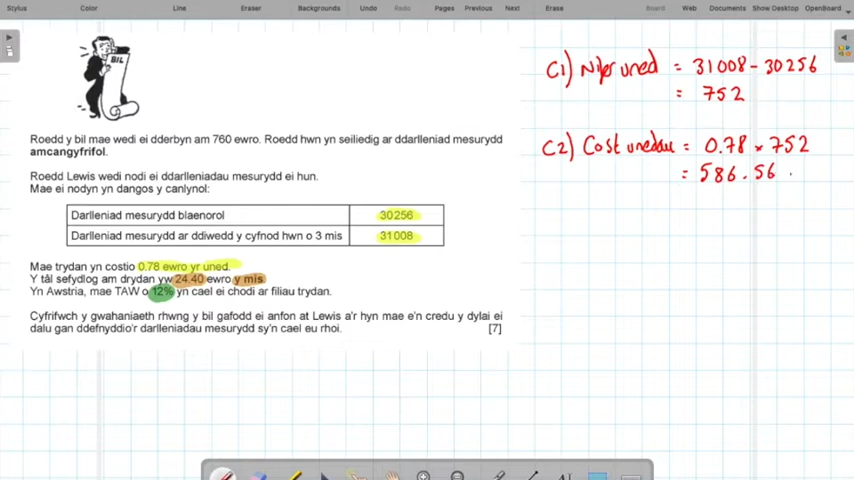 Stylus Color Line Eraser Backgrounds Undo Redo Pages Previous Next Erase Board Web Documents Show Desktop OpenBoard
BIL
Roedd y bil mae wedi ei dderbyn am 760 ewro. Roedd hwn yn seiliedig ar ddarlleniad mesurydd
amcangyfrifol.
Roedd Lewis wedi nodi ei ddarlleniadau mesurydd ei hun.
Mae ei nodyn yn dangos y canlynol:
Darlleniad mesurydd blaenorol 30256
Darlleniad mesurydd ar ddiwedd y cyfnod hwn o 3 mis 31008
Mae trydan yn costio 0.78 ewro yr uned.
Y tâl sefydlog am drydan yw 24.40 ewro y mis
Yn Awstria, mae TAW o 12% yn cael ei chodi ar filiau trydan.
Cyfrifwch y gwahaniaeth rhwng y bil gafodd ei anfon at Lewis a'r hyn mae e'n credu y dylai ei
dalu gan ddefnyddio'r darlleniadau mesurydd sy'n cael eu rhoi. [7]
C1) Nifer uned = 31008 - 30256
= 752
C2) Cost unedau = 0.78 × 752
= 586.56